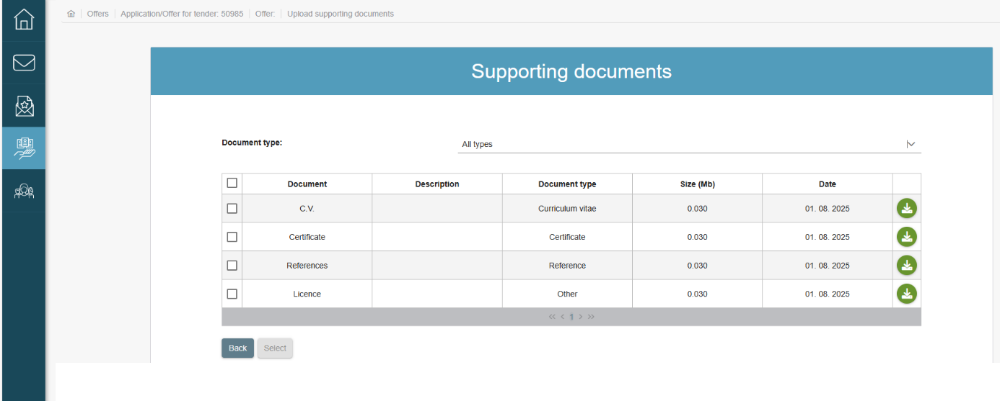 Offers Application/Offer for tender: 50985 Offer: Upload supporting documents
Supporting documents
Document type: All types
Document Description Document type Size (Mb) Date
C.V. Curriculum vitae 0.030 01. 08. 2025
Certificate Certificate 0.030 01. 08. 2025
References Reference 0.030 01. 08. 2025
Licence Other 0.030 01. 08. 2025
« < 1 > »
Back Select